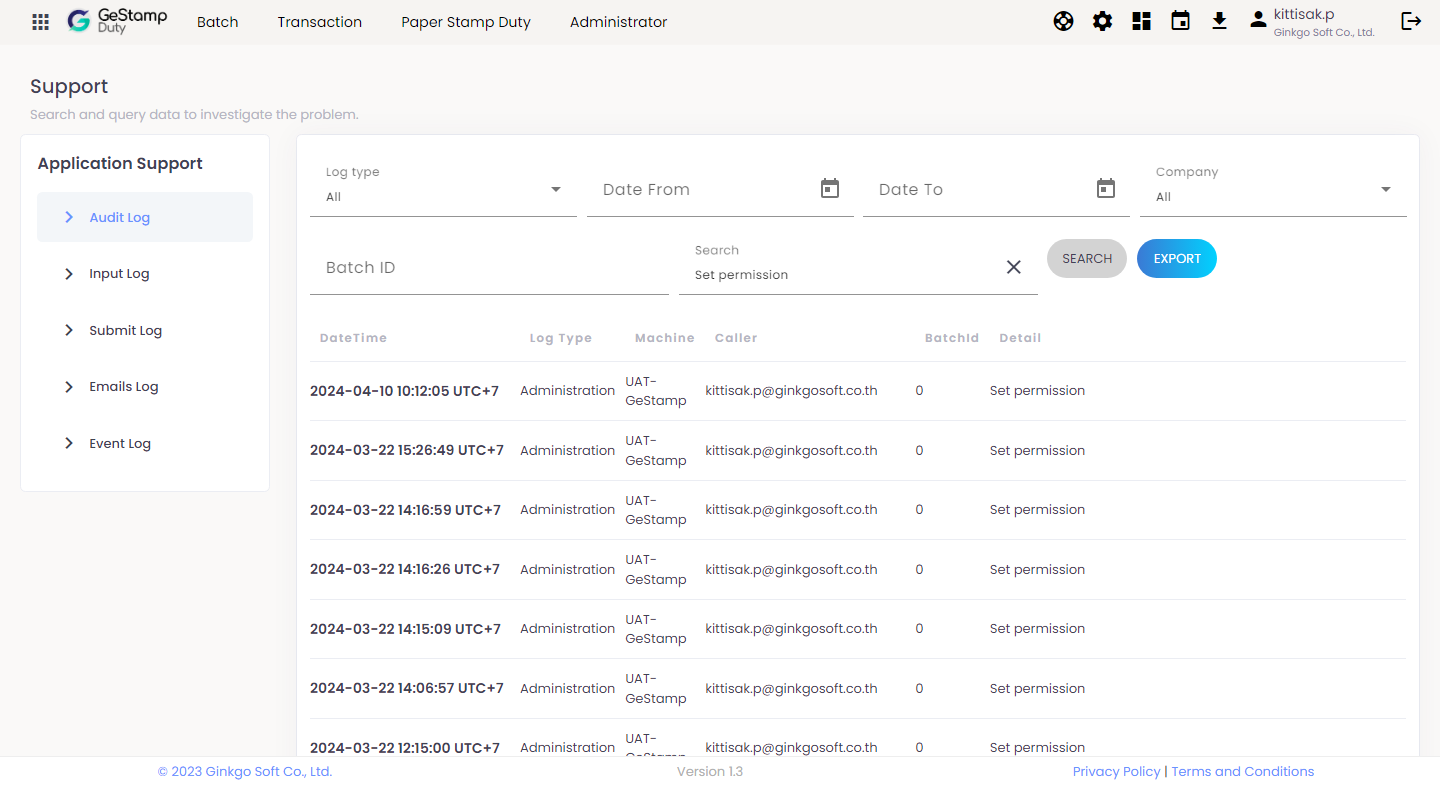 GeStamp
Duty
Batch
Transaction
Paper Stamp Duty
Administrator
kittisak.p
Ginkgo Soft Co., Ltd.
Support
Search and query data to investigate the problem.
Application Support
Audit Log
Input Log
Submit Log
Emails Log
Event Log
Log type
All
Date From
Date To
Company
All
Batch ID
Search
Set permission
SEARCH
EXPORT
DateTime Log Type Machine Caller BatchId Detail
2024-04-10 10:12:05 UTC+7 Administration UAT-GeStamp kittisak.p@ginkgosoft.co.th 0 Set permission
2024-03-22 15:26:49 UTC+7 Administration UAT-GeStamp kittisak.p@ginkgosoft.co.th 0 Set permission
2024-03-22 14:16:59 UTC+7 Administration UAT-GeStamp kittisak.p@ginkgosoft.co.th 0 Set permission
2024-03-22 14:16:26 UTC+7 Administration UAT-GeStamp kittisak.p@ginkgosoft.co.th 0 Set permission
2024-03-22 14:15:09 UTC+7 Administration UAT-GeStamp kittisak.p@ginkgosoft.co.th 0 Set permission
2024-03-22 14:06:57 UTC+7 Administration UAT-GeStamp kittisak.p@ginkgosoft.co.th 0 Set permission
2024-03-22 12:15:00 UTC+7 Administration UAT-GeStamp kittisak.p@ginkgosoft.co.th 0 Set permission
© 2023 Ginkgo Soft Co., Ltd.
Version 1.3
Privacy Policy | Terms and Conditions